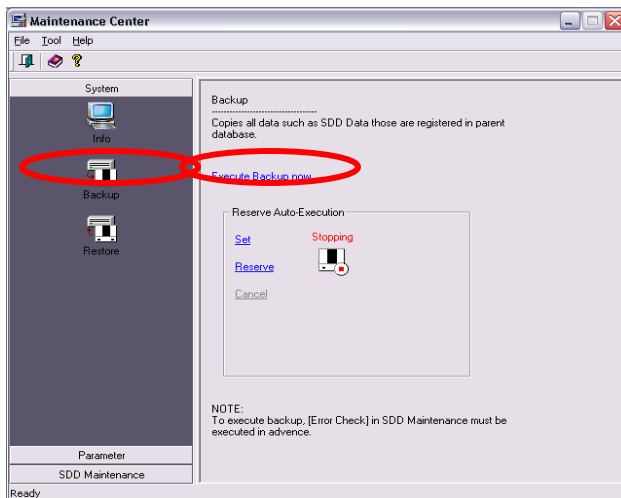 Maintenance Center
File Tool Help
System
Info
Backup
Restore
Parameter
SDD Maintenance
Ready
Backup
Copies all data such as SDD Data those are registered in parent
database.
Execute Backup now
Reserve Auto-Execution
Set
Stopping
Reserve
Cancel
NOTE:
To execute backup, [Error Check] in SDD Maintenance must be
executed in advence.